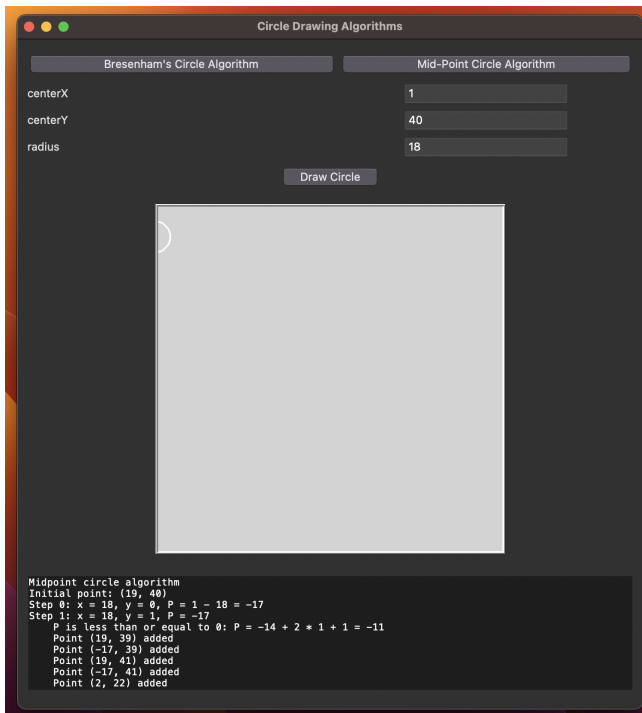 Circle Drawing Algorithms
Bresenham's Circle Algorithm
Mid-Point Circle Algorithm
centerX
1
centerY
40
radius
18
Draw Circle
Midpoint circle algorithm
Initial point: (19, 40)
Step 0: x = 18, y = 0, P = 1 - 18 = -17
Step 1: x = 18, y = 1, P = -17
P is less than or equal to 0: P = -14 + 2 * 1 + 1 = -11
Point (19, 39) added
Point (-17, 39) added
Point (19, 41) added
Point (-17, 41) added
Point (2, 22) added